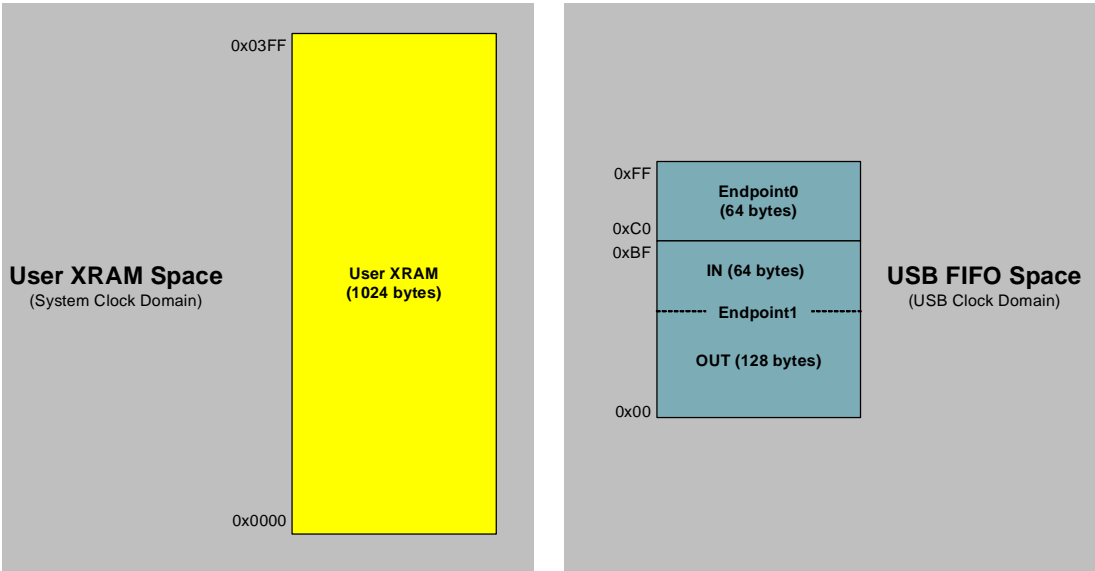 0x03FF
User XRAM Space
(System Clock Domain)
User XRAM
(1024 bytes)
0x0000
0xFF
Endpoint0
(64 bytes)
0xC0
0xBF
IN (64 bytes)
USB FIFO Space
(USB Clock Domain)
Endpoint1
OUT (128 bytes)
0x00